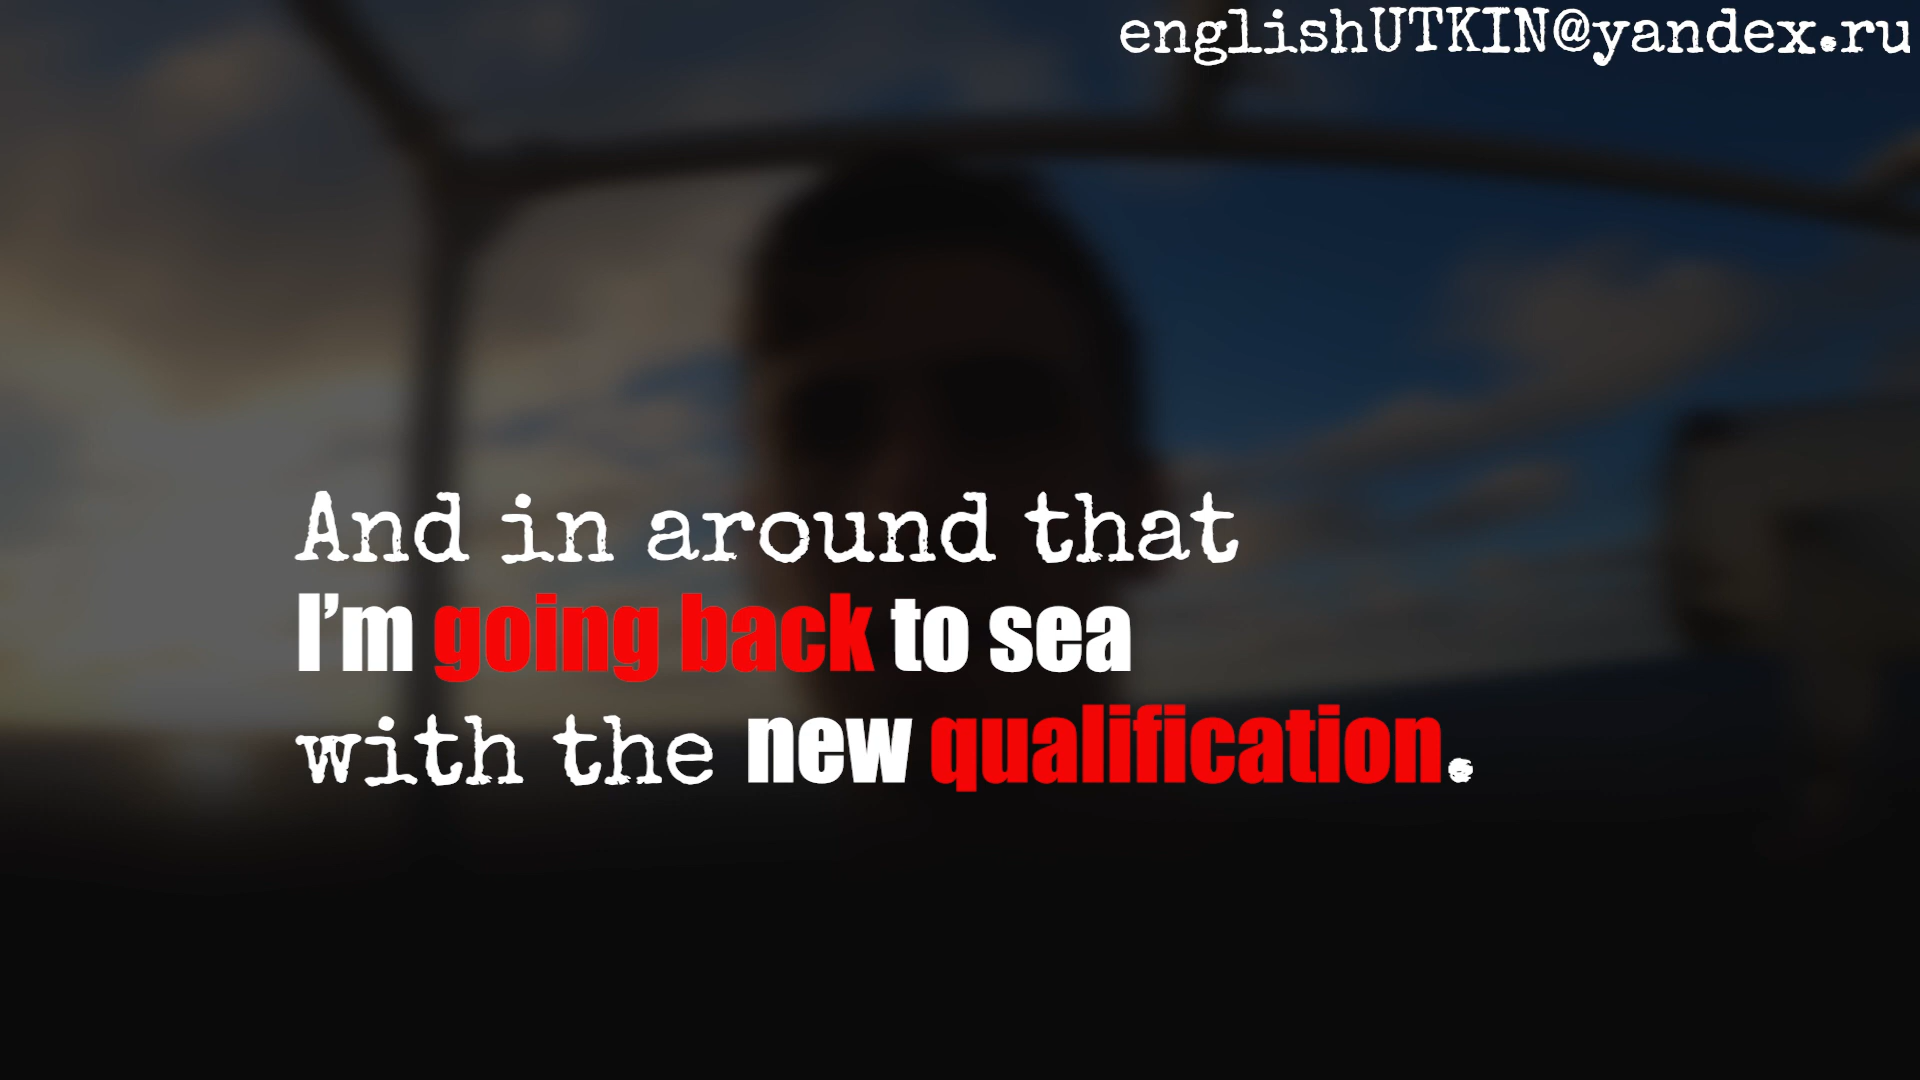 englishUTKIN@yandex.ru
And in around that
I'm going back to sea
with the new qualification.